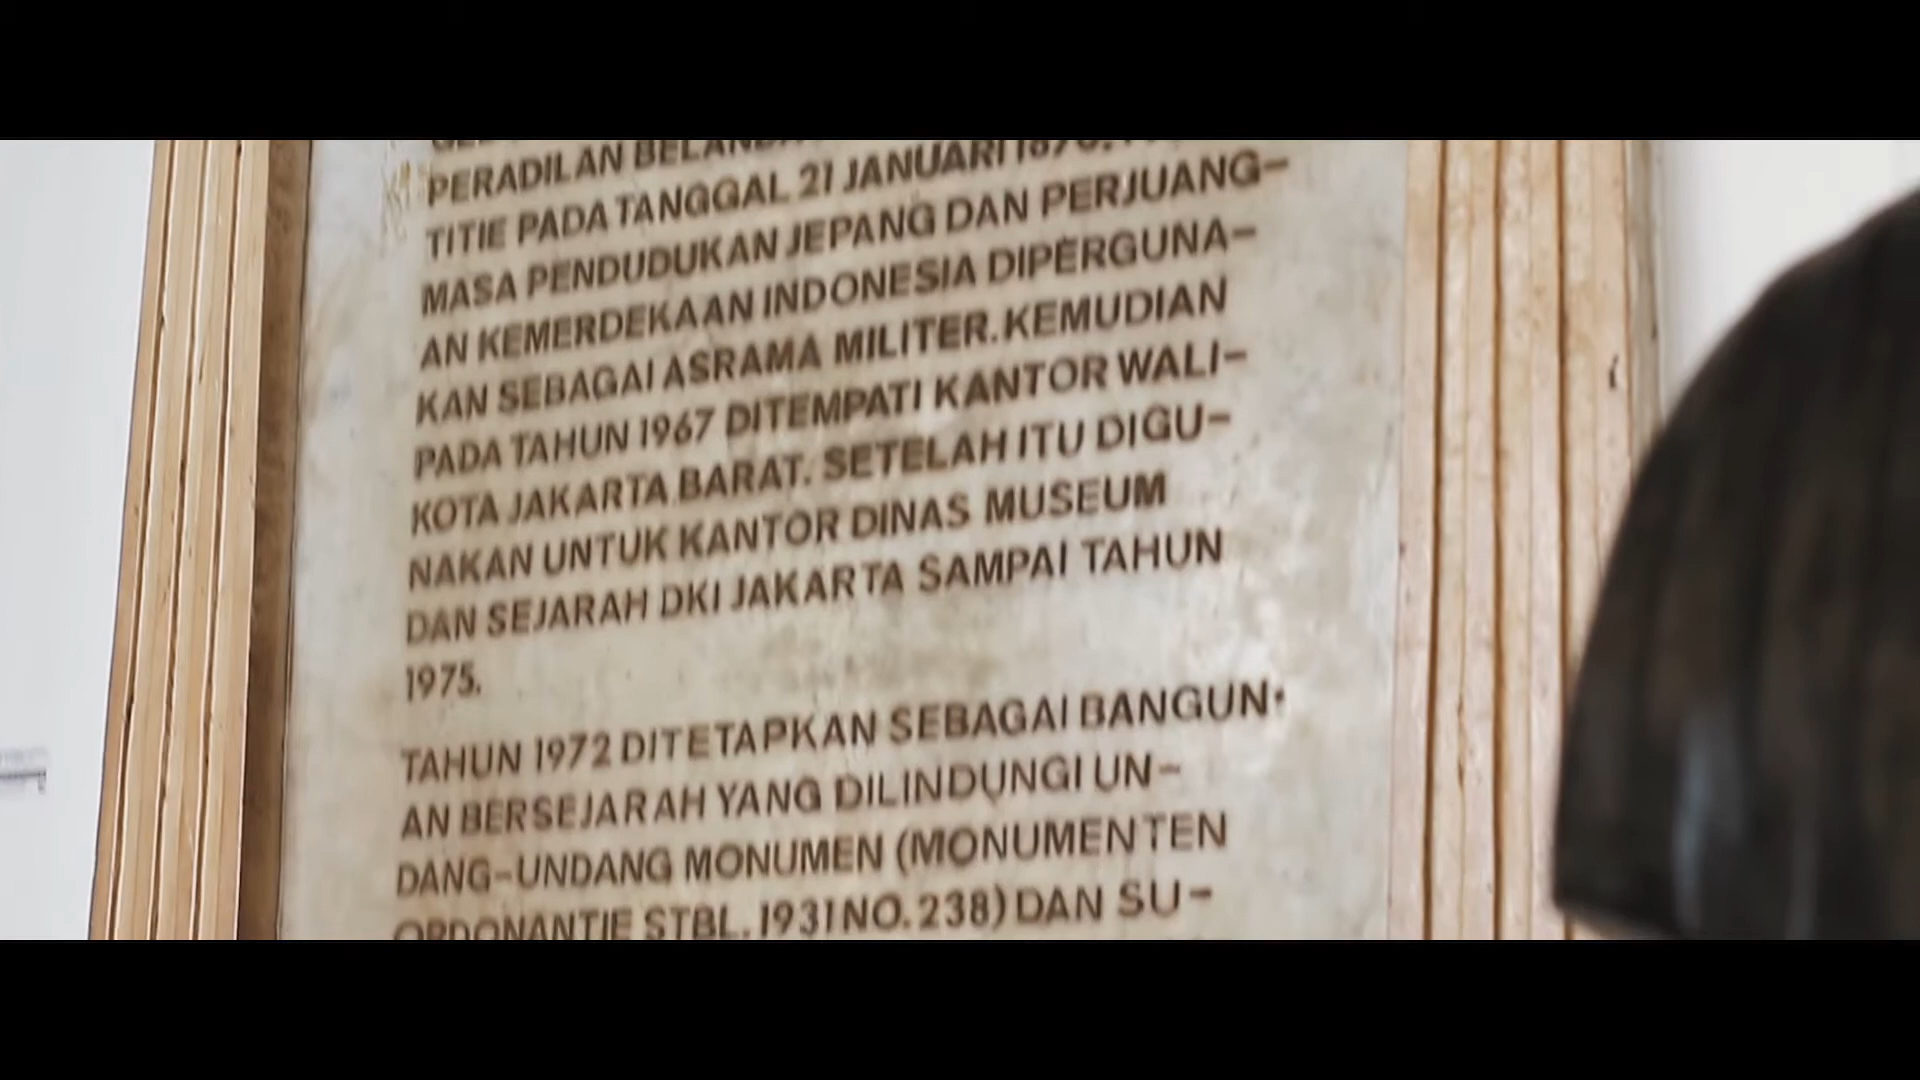 PERADILAN BELANDA
TITIE PADA TANGGAL 21 JANUARI 1870.
MASA PENDUDUKAN JEPANG DAN PERJUANG-
AN KEMERDEKAAN INDONESIA DIPERGUNA-
KAN SEBAGAI ASRAMA MILITER. KEMUDIAN
PADA TAHUN 1967 DITEMPATI KANTOR WALI-
KOTA JAKARTA BARAT. SETELAH ITU DIGU-
NAKAN UNTUK KANTOR DINAS MUSEUM
DAN SEJARAH DKI JAKARTA SAMPAI TAHUN
1975.
TAHUN 1972 DITETAPKAN SEBAGAI BANGUN-
AN BERSEJARAH YANG DILINDUNGI UN-
DANG-UNDANG MONUMEN (MONUMENTEN
ORDONANTIE STBL. 1931 NO. 238) DAN SU-